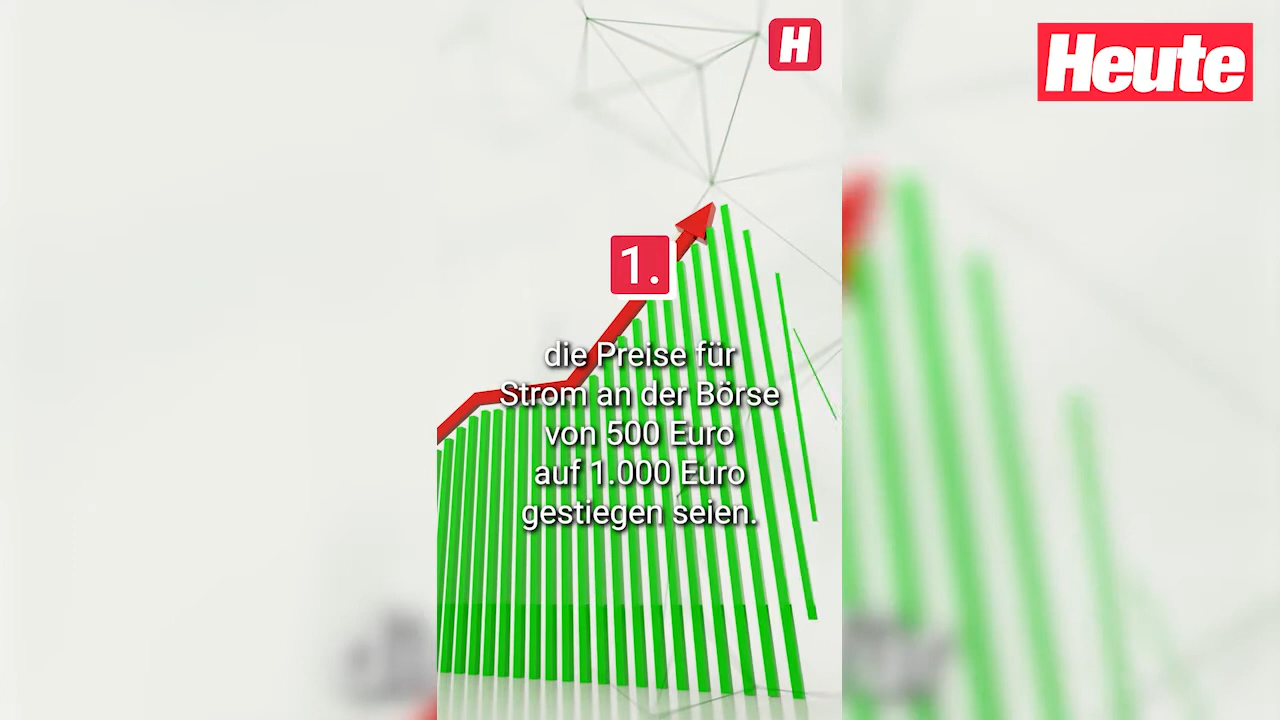 H
Heute
1.
die Preise für
Strom an der Börse
von 500 Euro
auf 1.000 Euro
gestiegen seien.